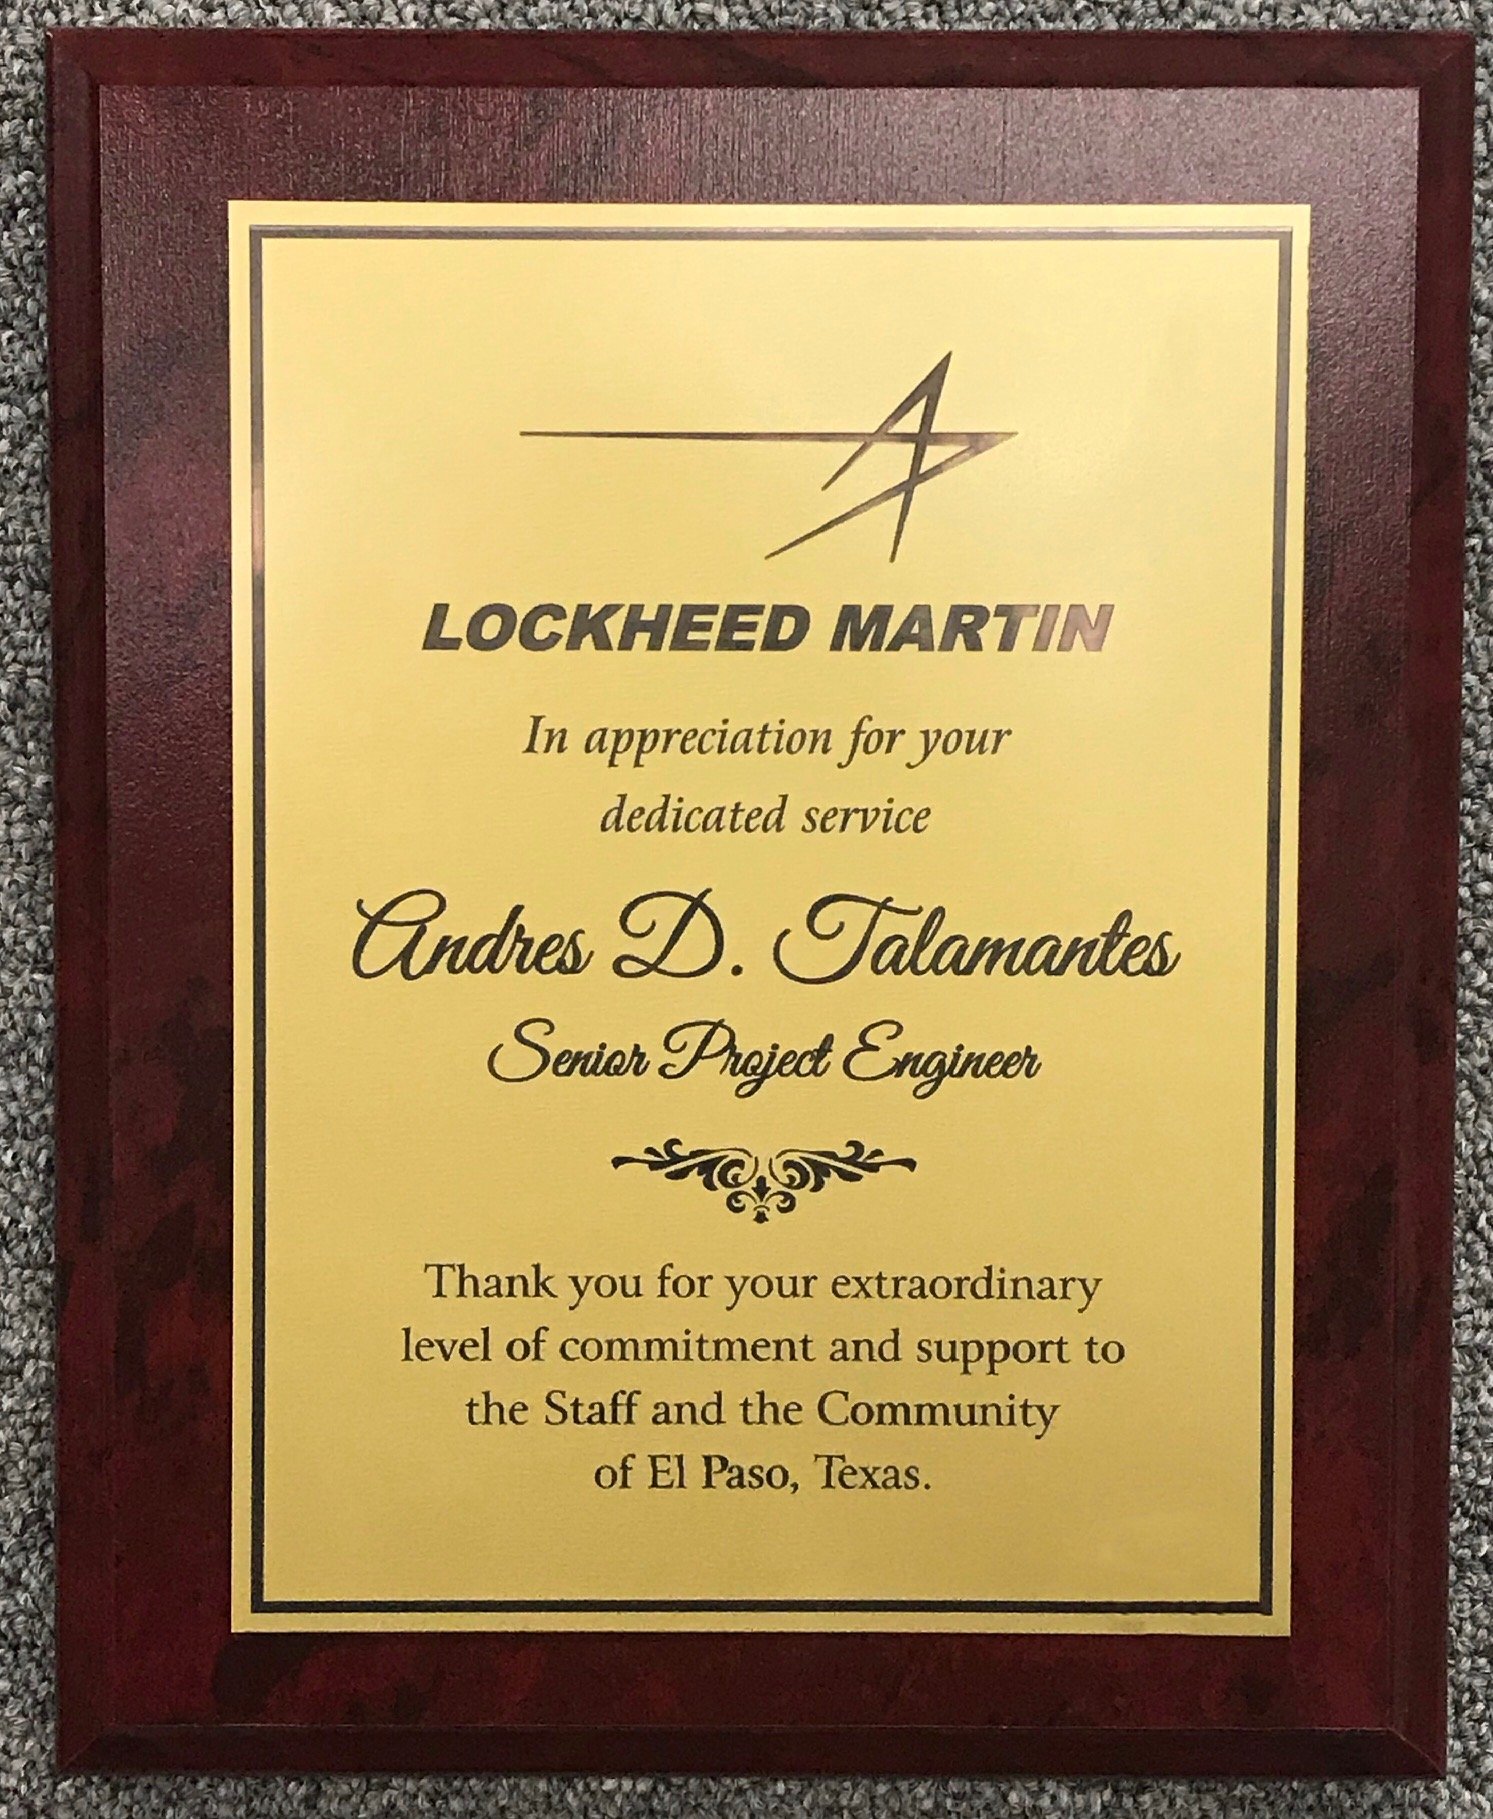 LOCKHEED MARTIN
In appreciation for your
dedicated service
Andres D. Talamantes
Senior Project Engineer
Thank you for your extraordinary
level of commitment and support to
the Staff and the Community
of El Paso, Texas.